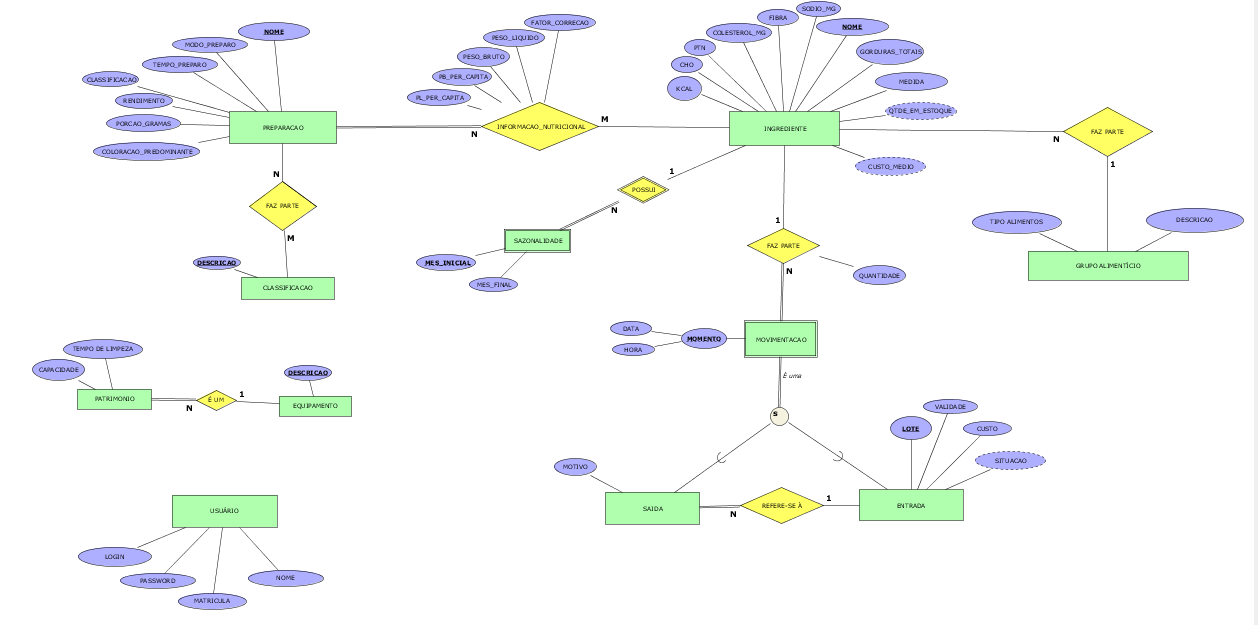 SODIO_MG
FIBRA
FATOR_CORRECAO
NOME
NOME
COLESTEROL_MG
PESO_LIQUIDO
MODO_PREPARO
PTN
GORDURAS_TOTAIS
PESO_BRUTO
TEMPO_PREPARO
CHO
PB_PER_CAPITA
CLASSIFICACAO
MEDIDA
KCAL
PL_PER_CAPITA
RENDIMENTO
QTDE_EM_ESTOQUE
M
PORCAO_GRAMAS
PREPARACAO
INFORMACAO_NUTRICIONAL
INGREDIENTE
FAZ PARTE
N
N
COLORACAO_PREDOMINANTE
1
CUSTO_MEDIO
1
N
POSSUI
FAZ PARTE
N
1
TIPO ALIMENTOS
DESCRICAO
M
SAZONALIDADE
FAZ PARTE
DESCRICAO
MES_INICIAL
GRUPO ALIMENTÍCIO
N
QUANTIDADE
CLASSIFICACAO
MES_FINAL
DATA
MOMENTO
MOVIMENTACAO
HORA
TEMPO DE LIMPEZA
CAPACIDADE
DESCRICAO
É uma
PATRIMONIO
É UM
1
N
EQUIPAMENTO
VALIDADE
S
LOTE
CUSTO
SITUACAO
MOTIVO
1
USUÁRIO
SAIDA
REFERE-SE À
ENTRADA
N
LOGIN
PASSWORD
NOME
MATRICULA